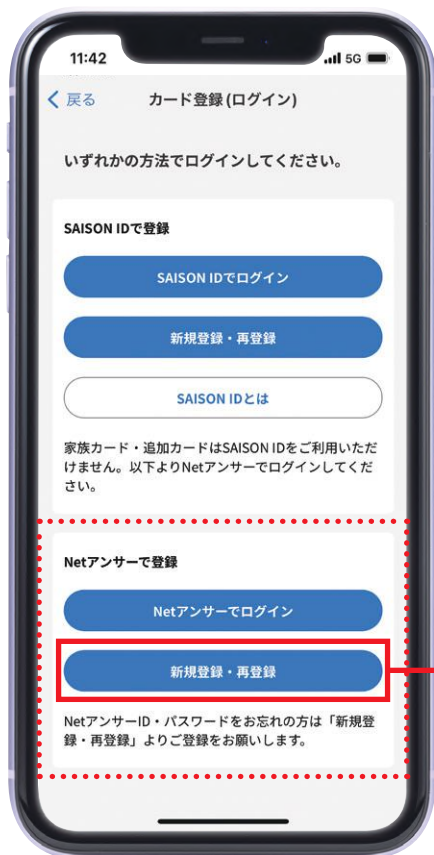 11:42
5G
戻る
カード登録(ログイン)
いずれかの方法でログインしてください。
SAISON IDで登録
SAISON IDでログイン
新規登録・再登録
SAISON IDとは
家族カード・追加カードはSAISON IDをご利用いただ
けません。以下よりNetアンサーでログインしてくだ
さい。
Netアンサーで登録
Netアンサーでログイン
新規登録・再登録
NetアンサーID・パスワードをお忘れの方は「新規登
録・再登録」よりご登録をお願いします。